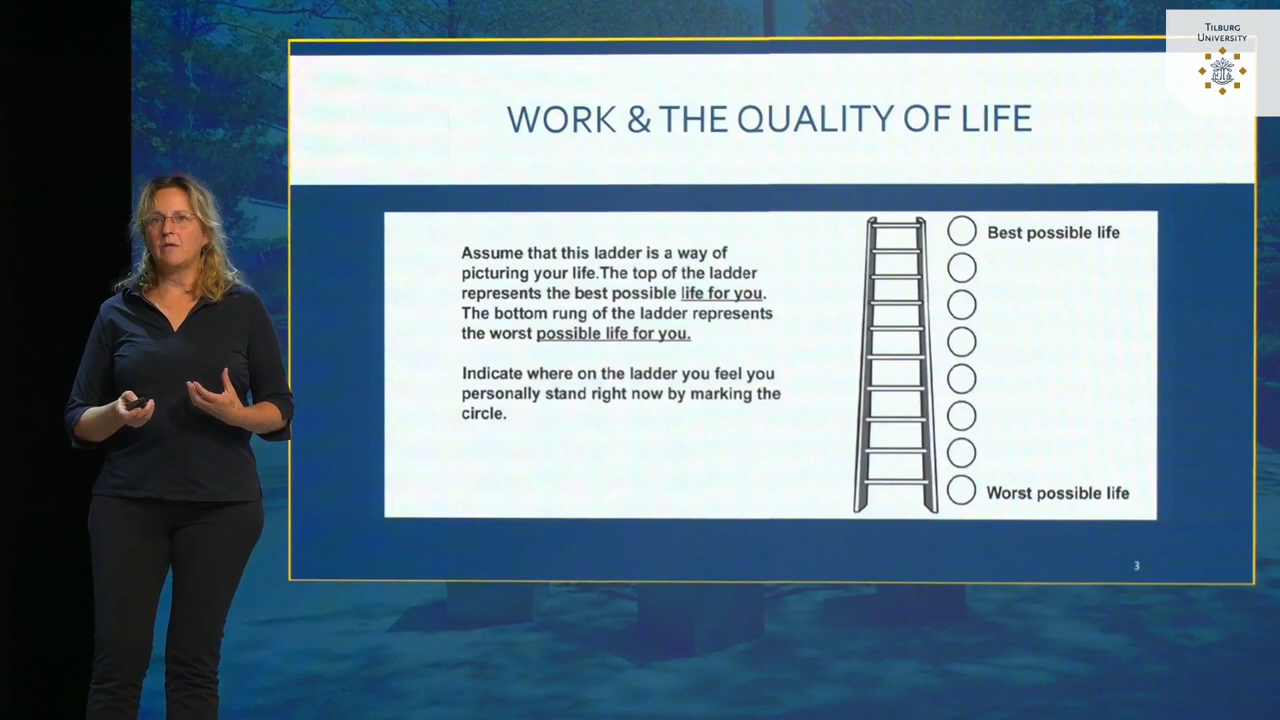 TILBURG
UNIVERSITY
WORK & THE QUALITY OF LIFE
Assume that this ladder is a way of
picturing your life.The top of the ladder
represents the best possible life for you.
The bottom rung of the ladder represents
the worst possible life for you.
Indicate where on the ladder you feel you
personally stand right now by marking the
circle.
Best possible life
Worst possible life
3